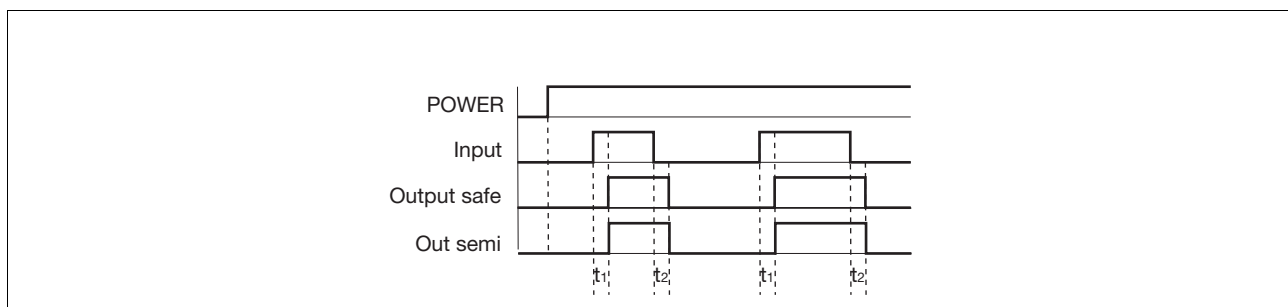 POWER
Input
Output safe
Out semi
t1 t2 t1 t2